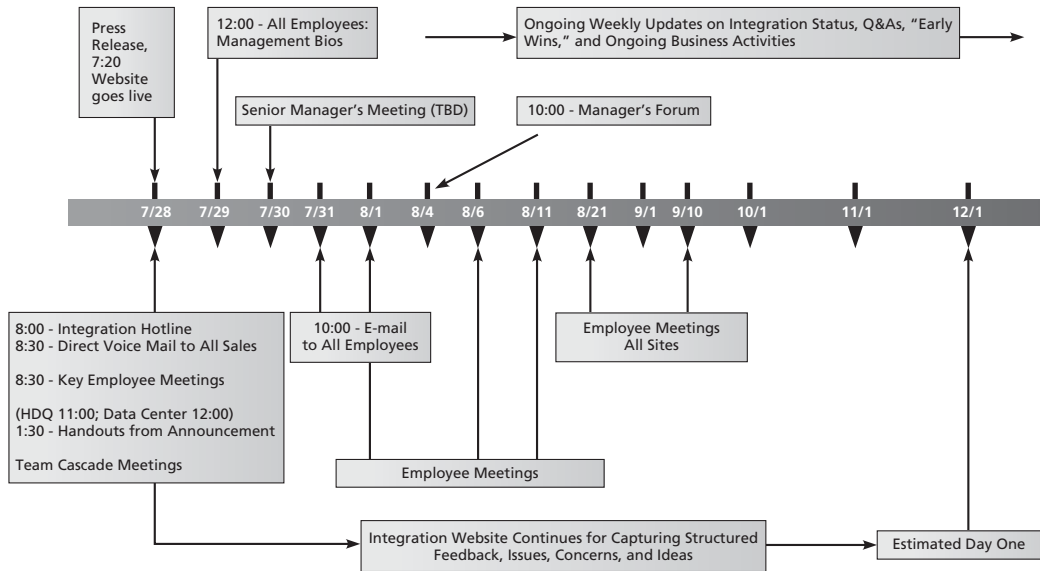 Press
Release,
7:20
Website
goes live
12:00 - All Employees:
Management Bios
Ongoing Weekly Updates on Integration Status, Q&As, “Early
Wins,” and Ongoing Business Activities
Senior Manager’s Meeting (TBD)
10:00 - Manager’s Forum
7/28 7/29 7/30 7/31 8/1 8/4 8/6 8/11 8/21 9/1 9/10 10/1 11/1 12/1
8:00 - Integration Hotline
8:30 - Direct Voice Mail to All Sales
8:30 - Key Employee Meetings
(HDQ 11:00; Data Center 12:00)
1:30 - Handouts from Announcement
Team Cascade Meetings
10:00 - E-mail
to All Employees
Employee Meetings
All Sites
Employee Meetings
Integration Website Continues for Capturing Structured
Feedback, Issues, Concerns, and Ideas
Estimated Day One